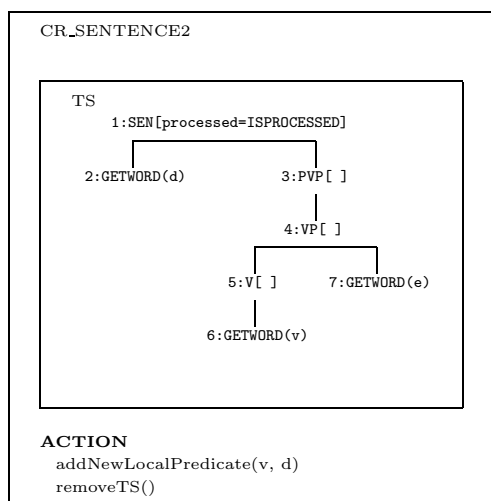 CR_SENTENCE2
TS
1:SEN[processed=ISPROCESSED]
2:GETWORD(d) 3:PVP[ ]
4:VP[ ]
5:V[ ] 7:GETWORD(e)
6:GETWORD(v)
ACTION
addNewLocalPredicate(v, d)
removeTS()